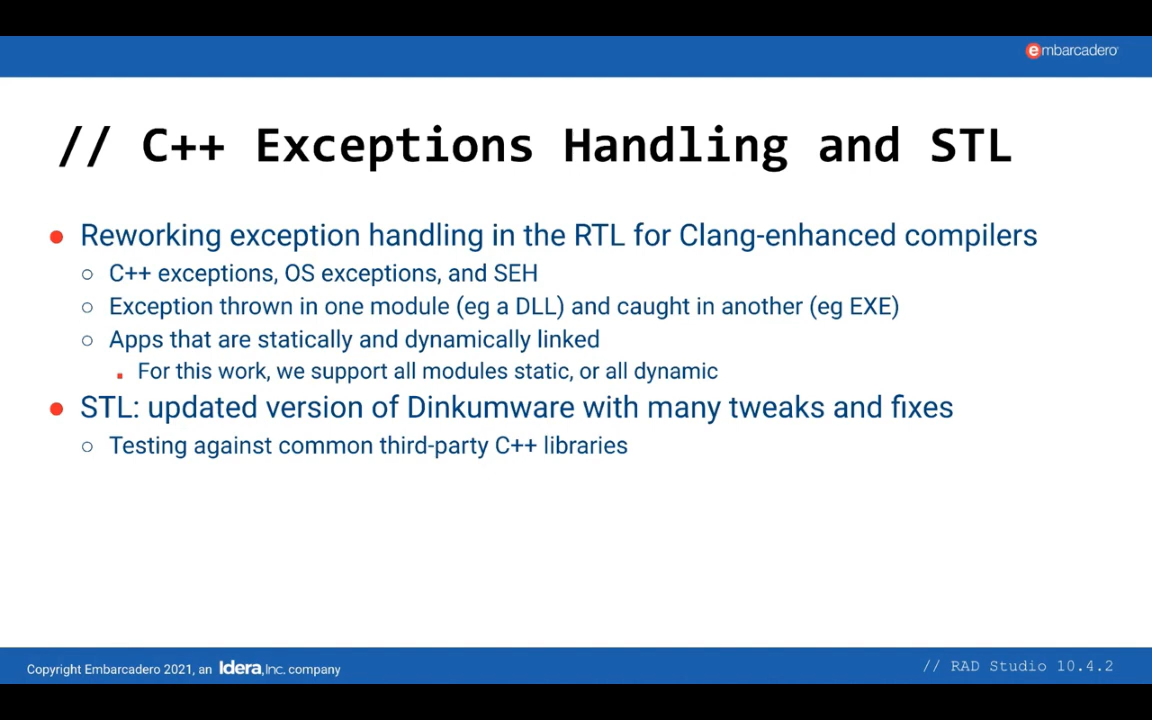 embarcadero
// C++ Exceptions Handling and STL
● Reworking exception handling in the RTL for Clang-enhanced compilers
○ C++ exceptions, OS exceptions, and SEH
○ Exception thrown in one module (eg a DLL) and caught in another (eg EXE)
○ Apps that are statically and dynamically linked
▪ For this work, we support all modules static, or all dynamic
● STL: updated version of Dinkumware with many tweaks and fixes
○ Testing against common third-party C++ libraries
Copyright Embarcadero 2021, an Idera, Inc. company
// RAD Studio 10.4.2